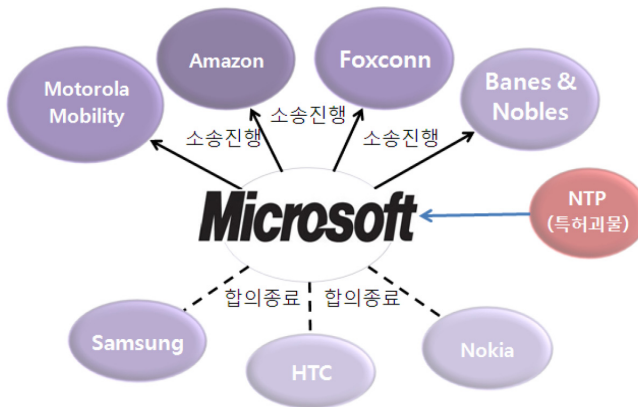 Amazon
Foxconn
Motorola
Mobility
Banes &
Nobles
소송진행
소송진행
소송진행
Microsoft
NTP
(특허괴물)
합의종료
합의종료
Samsung
HTC
Nokia